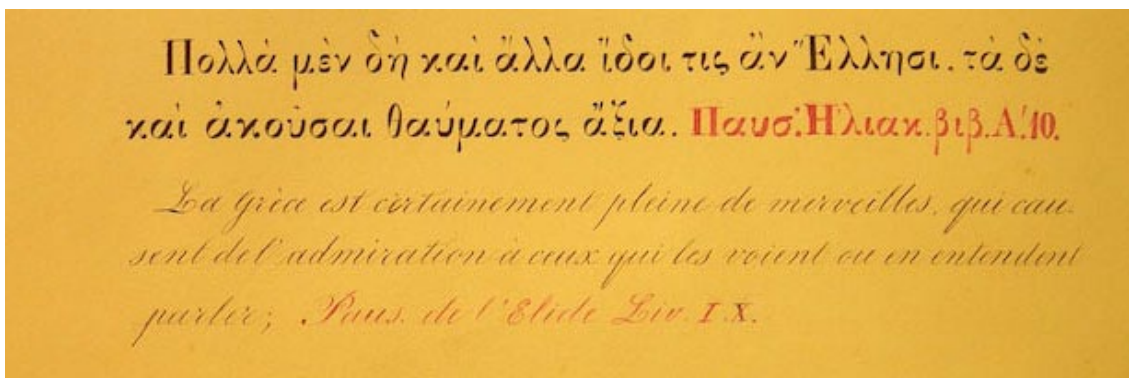 Πολλὰ μὲν δὴ καὶ ἄλλα ἴδοι τις ἂν Ἕλλησι. τὰ δὲ
καὶ ἀκοῦσαι θαύματος ἄξια. Παυσ. Ἠλιακ. βιβ. Α΄. 10.
La Grèce est certainement pleine de merveilles, qui cau-
sent de l'admiration à ceux qui les voient ou en entendent
parler; Paus. de l'Elide Liv. I. X.